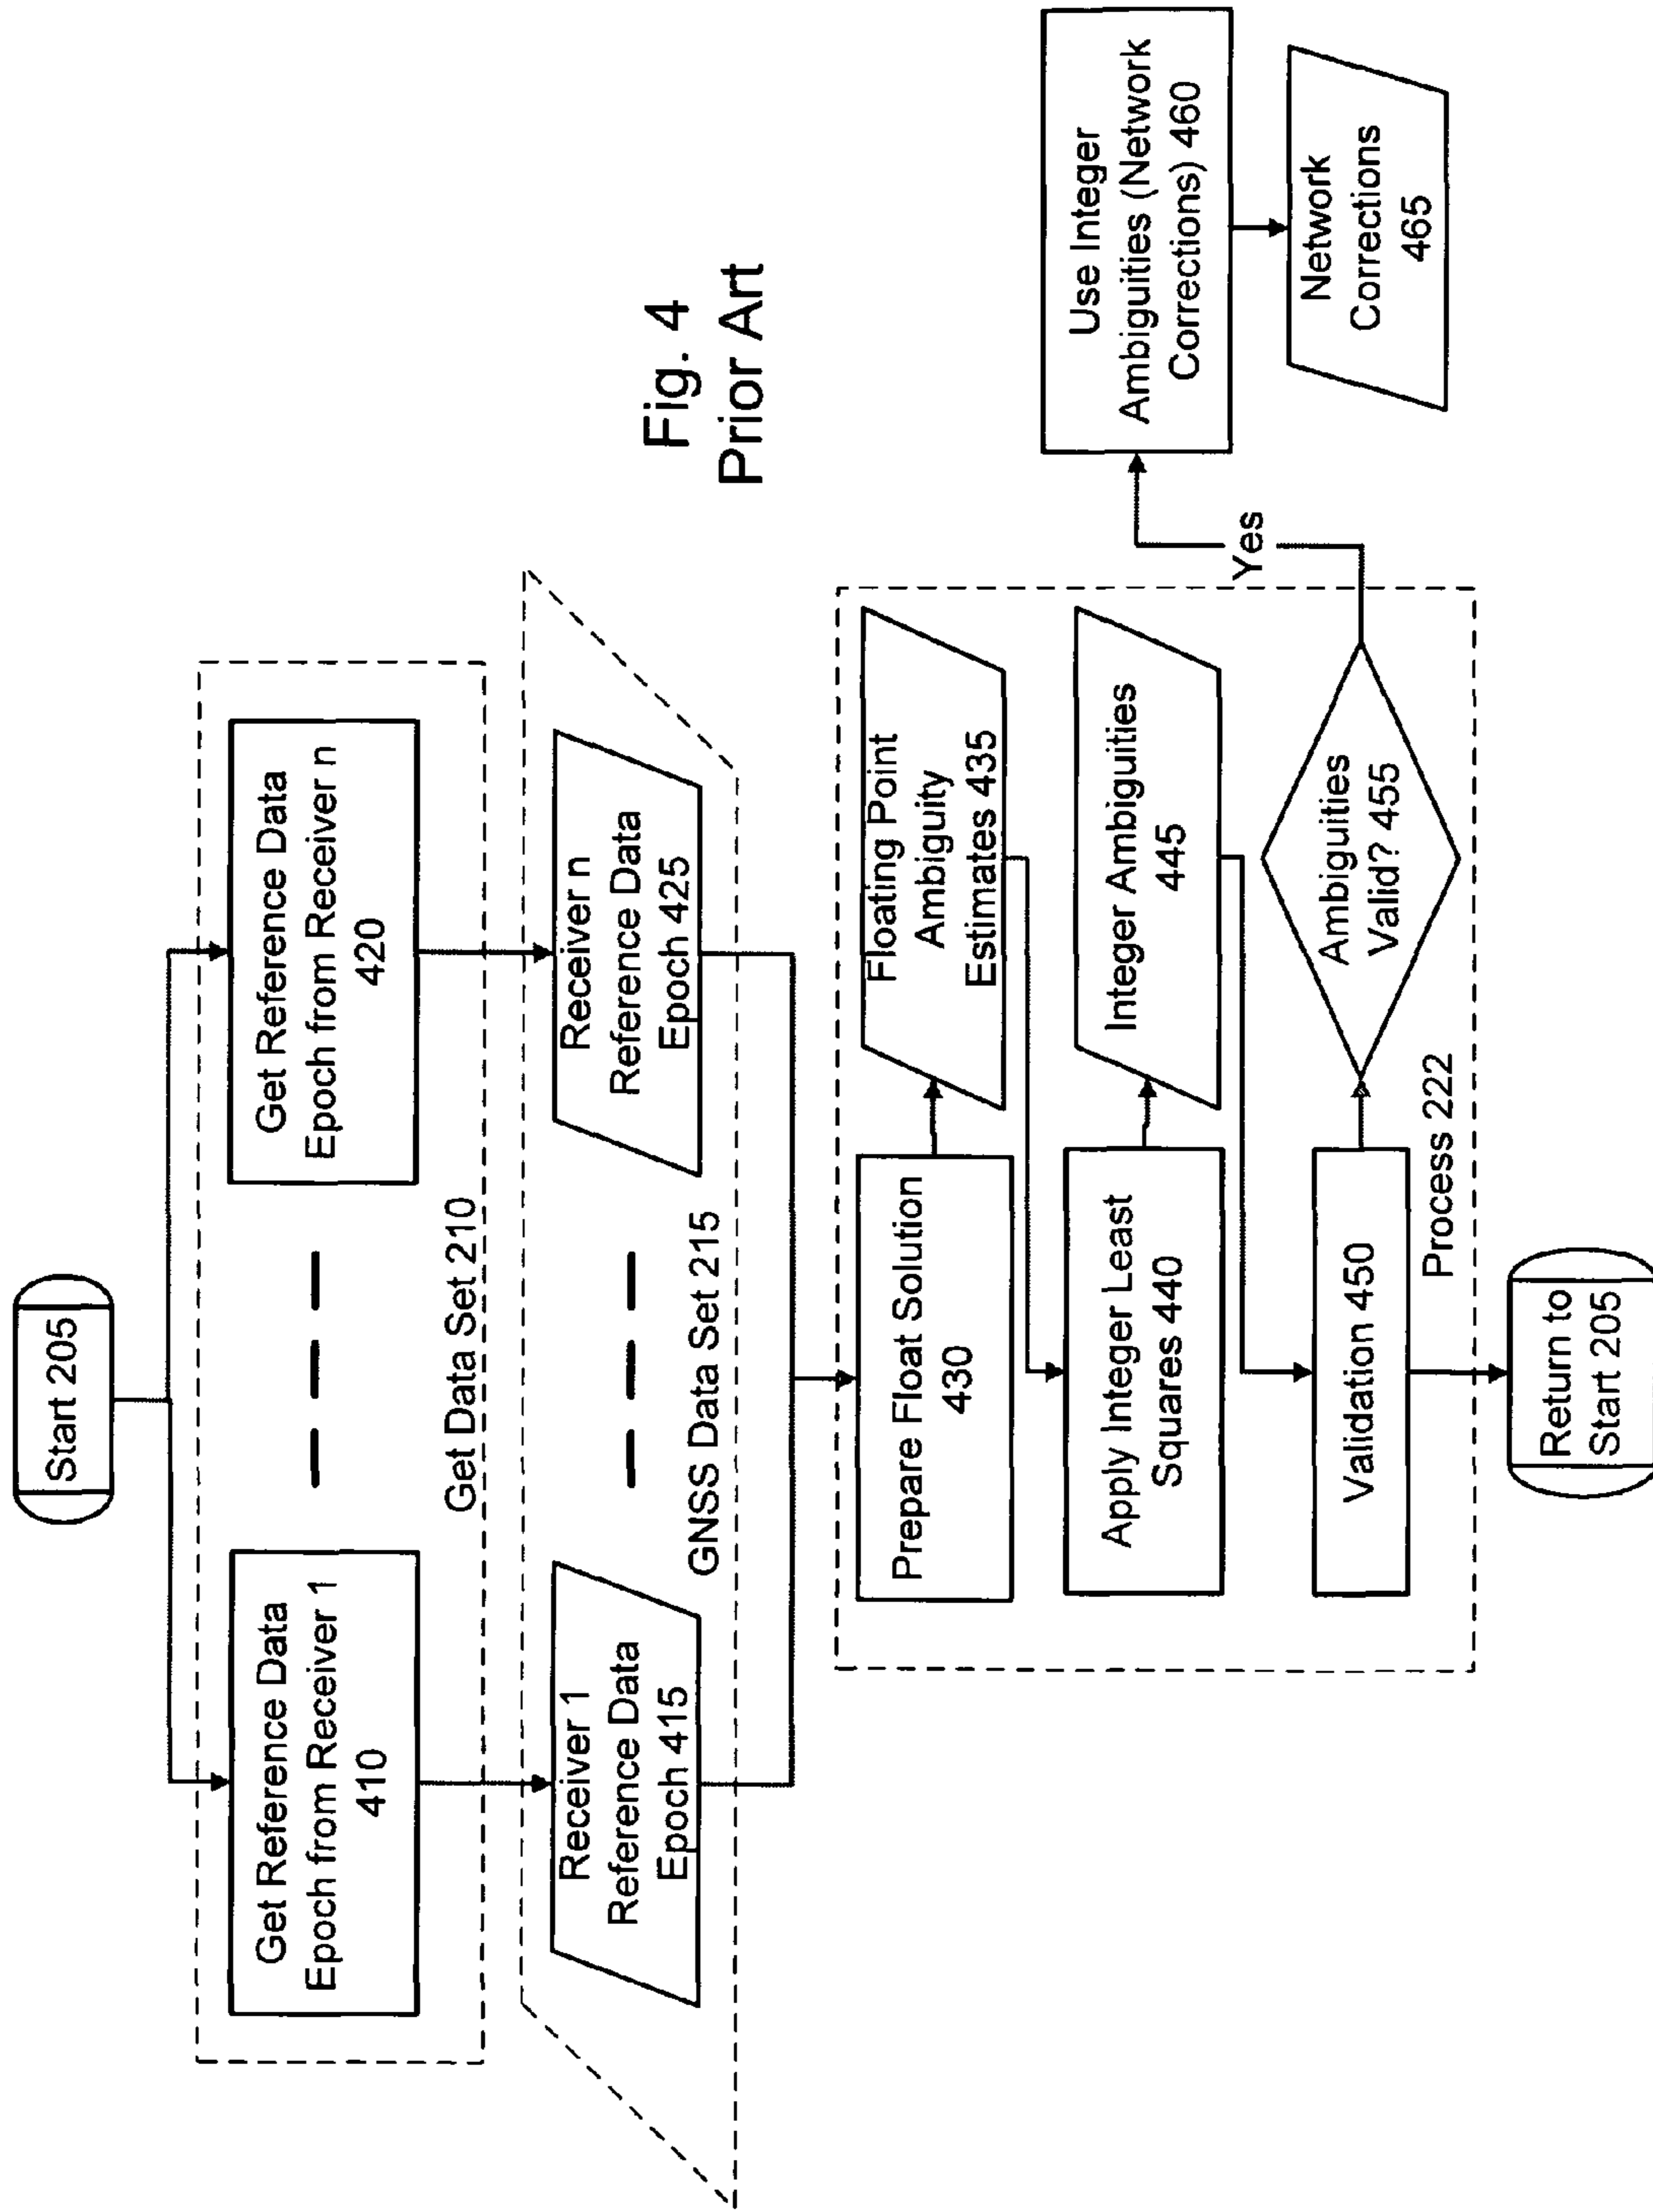 Start 205
Get Reference Data
Epoch from Receiver 1
410
Get Reference Data
Epoch from Receiver n
420
Get Data Set 210
Receiver 1
Reference Data
Epoch 415
Receiver n
Reference Data
Epoch 425
GNSS Data Set 215
Fig. 4
Prior Art
Prepare Float Solution
430
Floating Point
Ambiguity
Estimates 435
Apply Integer Least
Squares 440
Integer Ambiguities
445
Validation 450
Ambiguities
Valid? 455
Process 222
Yes
Use Integer
Ambiguities (Network
Corrections) 460
Network
Corrections
465
Return to
Start 205